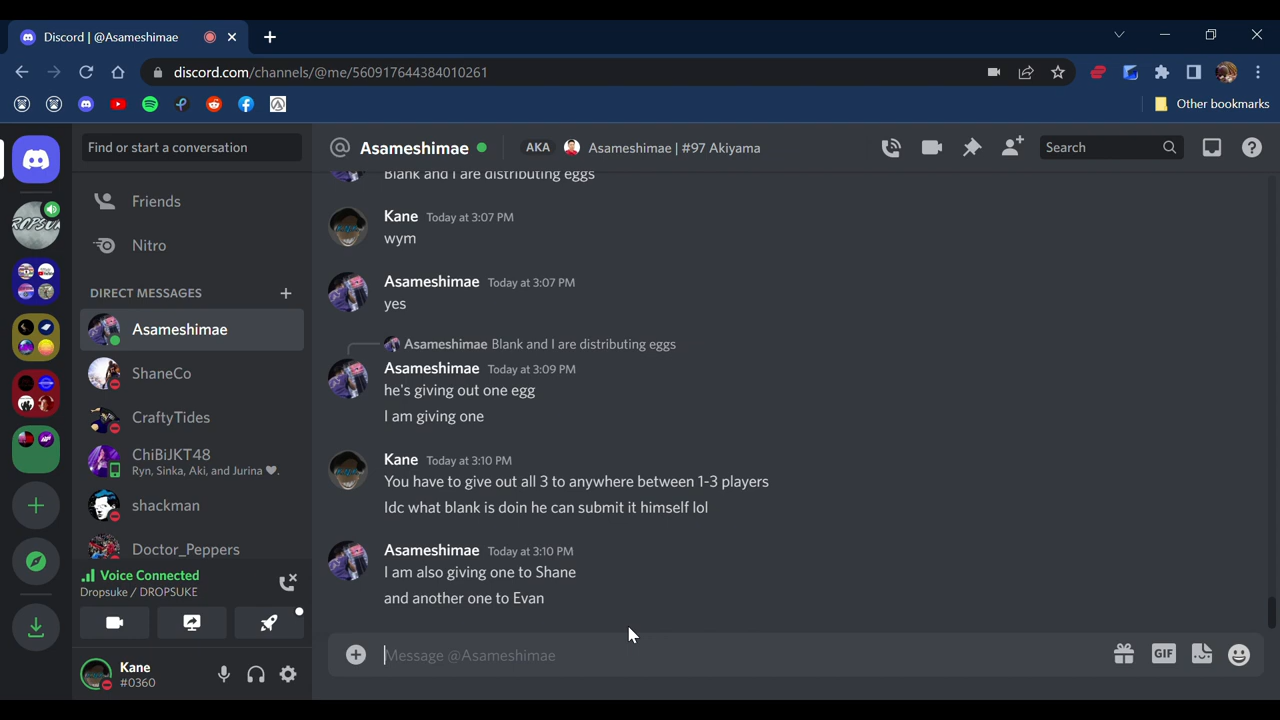 Discord | @Asameshimae
discord.com/channels/@me/560917644384010261
Other bookmarks
Find or start a conversation
Asameshimae
AKA
Asameshimae | #97 Akiyama
Search
DROPSUKE
Friends
Nitro
DIRECT MESSAGES
Asameshimae
ShaneCo
CraftyTides
ChiBiJKT48
Ryn, Sinka, Aki, and Jurina
shackman
Doctor_Peppers
Voice Connected
Dropsuke / DROPSUKE
Kane
#0360
Blank and I are distributing eggs
Kane Today at 3:07 PM
wym
Asameshimae Today at 3:07 PM
yes
Asameshimae Blank and I are distributing eggs
Asameshimae Today at 3:09 PM
he's giving out one egg
I am giving one
Kane Today at 3:10 PM
You have to give out all 3 to anywhere between 1-3 players
Idc what blank is doin he can submit it himself lol
Asameshimae Today at 3:10 PM
I am also giving one to Shane
and another one to Evan
Message @Asameshimae
GIF